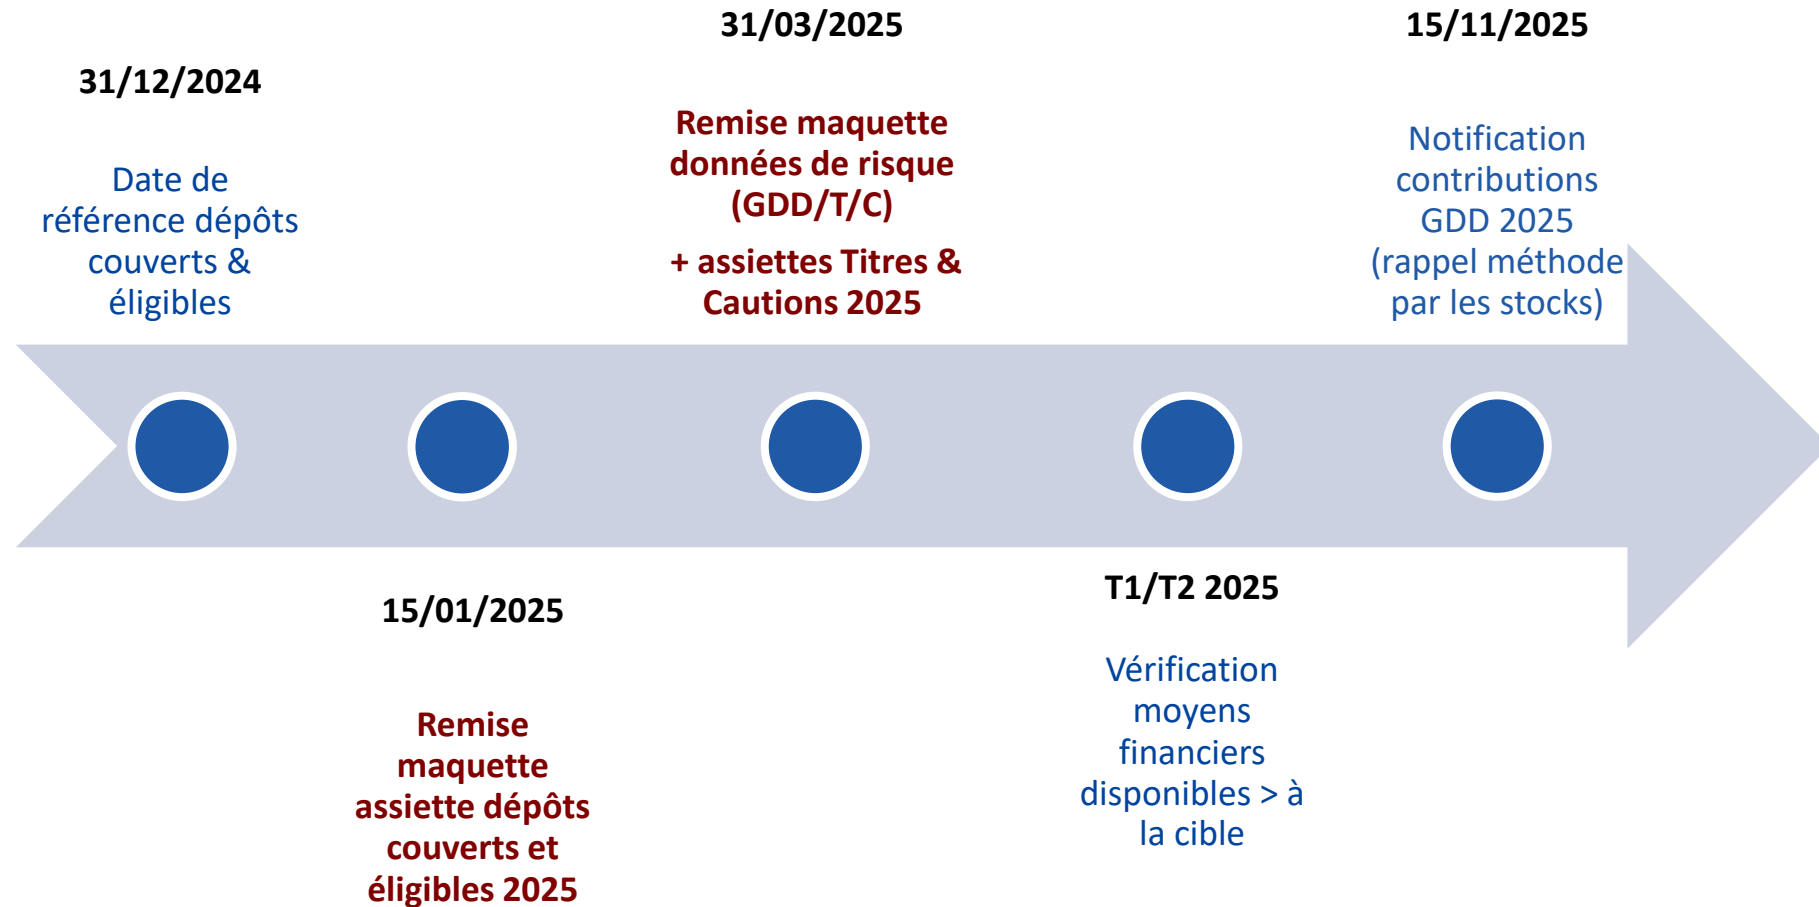 31/12/2024
Date de
référence dépôts
couverts &
éligibles
15/01/2025
Remise
maquette
assiette dépôts
couverts et
éligibles 2025
31/03/2025
Remise maquette
données de risque
(GDD/T/C)
+ assiettes Titres &
Cautions 2025
T1/T2 2025
Vérification
moyens
financiers
disponibles > à
la cible
15/11/2025
Notification
contributions
GDD 2025
(rappel méthode
par les stocks)